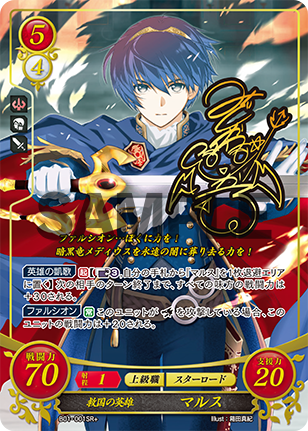 5
4
SAMPLE
ファルシオン…ぼくに力を!
暗黒竜メディウスを永遠の闇に葬り去る力を!
英雄の凱歌 起 【自分の手札から「マルス」を1枚退避エリア
に置く】次の相手のターン終了まで、すべての味方の戦闘力は
+30される。
ファルシオン 常 このユニットが を攻撃している場合、この
ユニットの戦闘力は+20される。
戦闘力
70
射程 1
上級職
スターロード
支援力
20
救国の英雄
マルス
B01-001SR+
Illust:箱田真紀